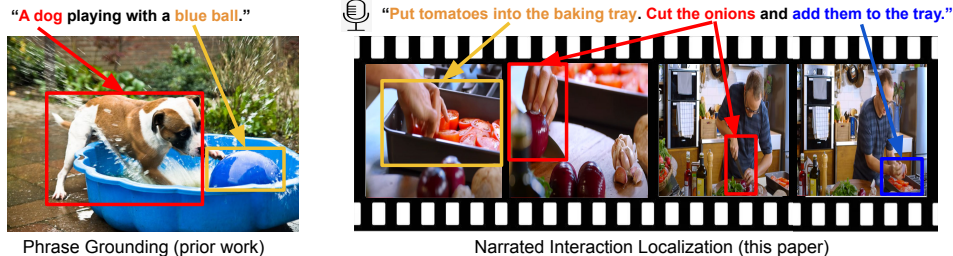 “A dog playing with a blue ball.”
“Put tomatoes into the baking tray. Cut the onions and add them to the tray.”
Phrase Grounding (prior work)
Narrated Interaction Localization (this paper)